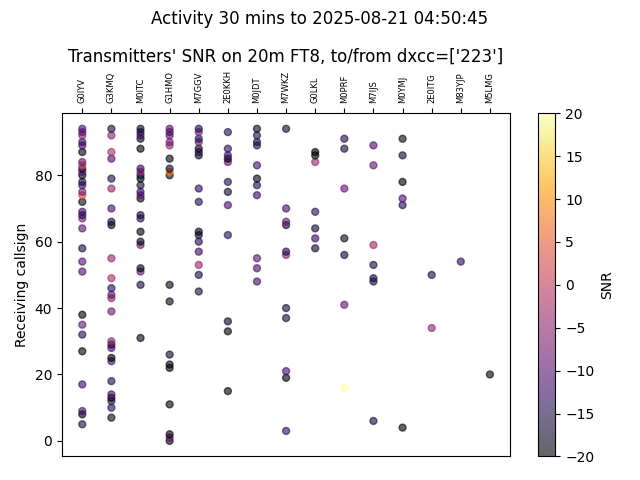 Activity 30 mins to 2025-08-21 04:50:45
Transmitters' SNR on 20m FT8, to/from dxcc=['223']
G0IYV G3KMQ M0ITC G1HMO M7GGV 2E0KKH M0JDT M7WKZ G0LKL M0PRF M7IJS M0YMJ 2E0ITG M83YJP M5LMG
Receiving callsign
80
60
40
20
0
20
15
10
5
0
−5
−10
−15
−20
SNR